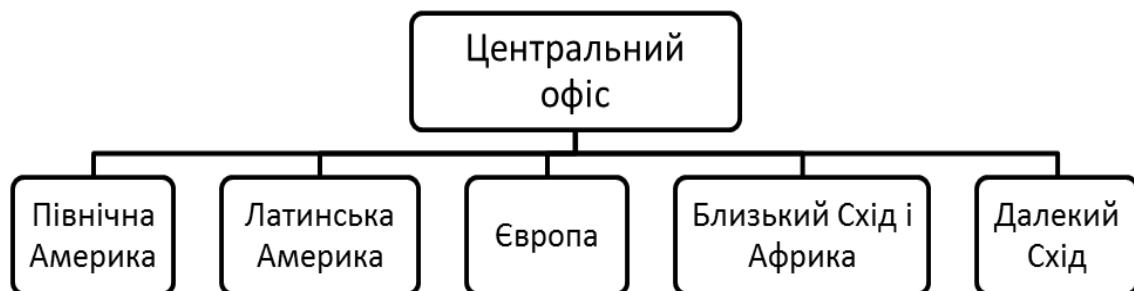 Центральний
офіс
Північна
Америка
Латинська
Америка
Європа
Близький Схід і
Африка
Далекий
Схід